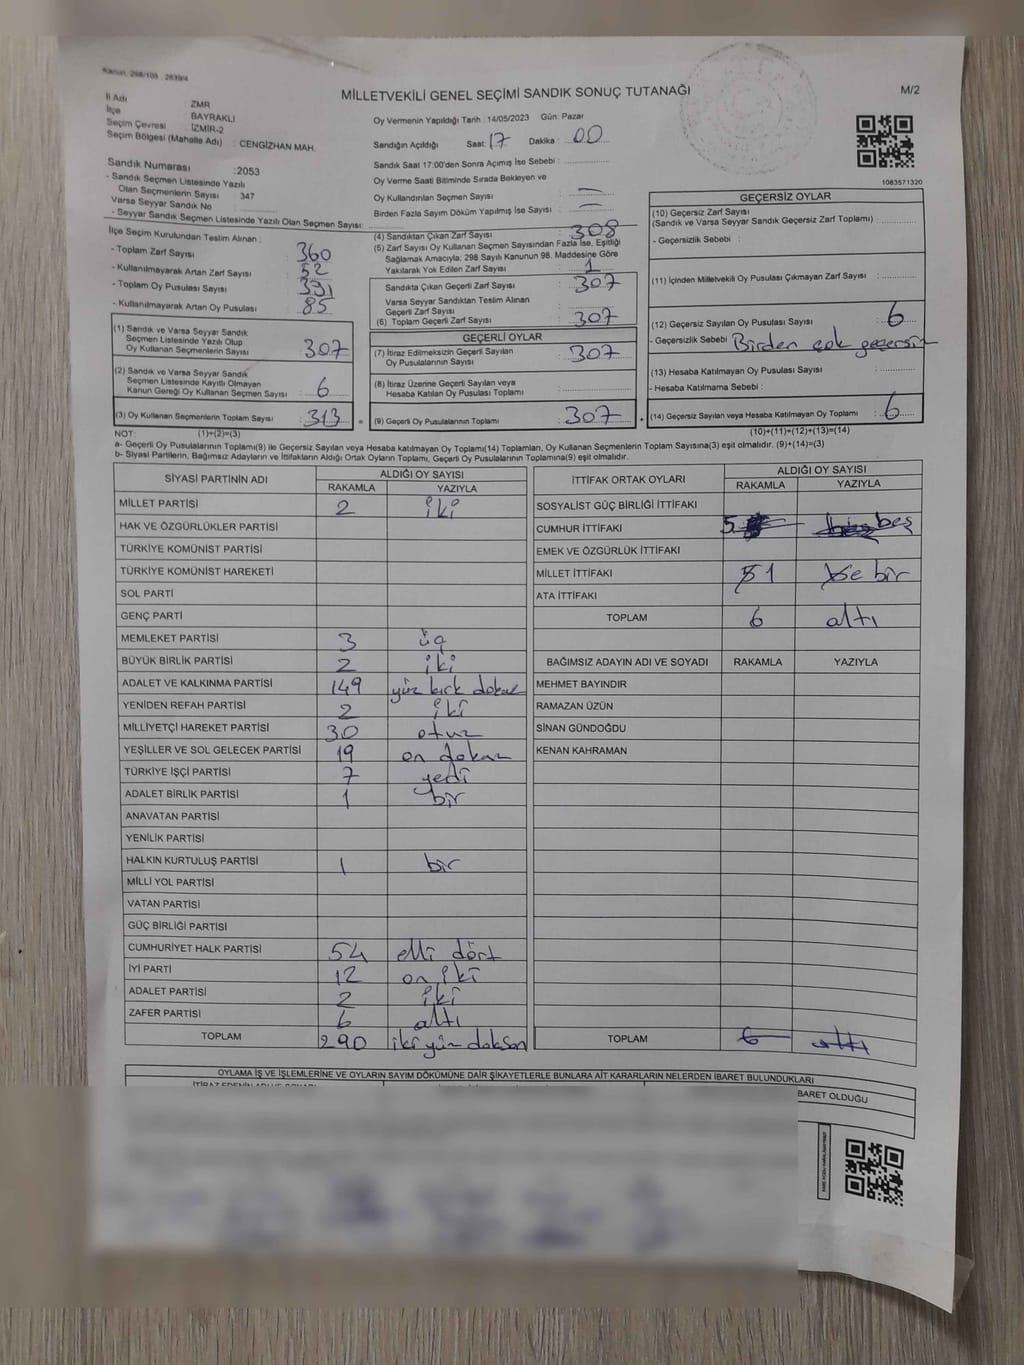 Kanun: 298/105 2839/4
MİLLETVEKİLİ GENEL SEÇİMİ SANDIK SONUÇ TUTANAĞI
M/2
İl Adı : ZMR
İlçe : BAYRAKLI
Seçim Çevresi : İZMİR-2
Seçim Bölgesi (Mahalle Adı) : CENGİZHAN MAH.
Sandık Numarası :2053
- Sandık Seçmen Listesinde Yazılı
Olan Seçmenlerin Sayısı : 347
Varsa Seyyar Sandık No
- Seyyar Sandık Seçmen Listesinde Yazılı Olan Seçmen Sayısı:
Oy Vermenin Yapıldığı Tarih : 14/05/2023 Gün: Pazar
Sandığın Açıldığı Saat: 17 Dakika : 00
Sandık Saat 17:00'den Sonra Açımış İse Sebebi :
Oy Verme Saati Bitiminde Sırada Bekleyen ve
Oy Kullandırılan Seçmen Sayısı : —
Birden Fazla Sayım Döküm Yapılmış İse Sayısı : —
1083571320
İlçe Seçim Kurulundan Teslim Alınan :
- Toplam Zarf Sayısı : 360
- Kullanılmayarak Artan Zarf Sayısı : 52
- Toplam Oy Pusulası Sayısı : 391
- Kullanılmayarak Artan Oy Pusulası : 85
(1) Sandık ve Varsa Seyyar Sandık
Seçmen Listesinde Yazılı Olup
Oy Kullanan Seçmenlerin Sayısı : 307
(2) Sandık ve Varsa Seyyar Sandık
Seçmen Listesinde Kayıtlı Olmayan
Kanun Gereği Oy Kullanan Seçmen Sayısı : 6
(3) Oy Kullanan Seçmenlerin Toplam Sayısı : 313
(4) Sandıktan Çıkan Zarf Sayısı : 308
(5) Zarf Sayısı Oy Kullanan Seçmen Sayısından Fazla İse, Eşitliği
Sağlamak Amacıyla; 298 Sayılı Kanunun 98. Maddesine Göre
Yakılarak Yok Edilen Zarf Sayısı : 1
Sandıkta Çıkan Geçerli Zarf Sayısı : 307
Varsa Seyyar Sandıktan Teslim Alınan
Geçerli Zarf Sayısı
(6) Toplam Geçerli Zarf Sayısı : 307
GEÇERLİ OYLAR
(7) İtiraz Edilmeksizin Geçerli Sayılan
Oy Pusulalarının Sayısı : 307
(8) İtiraz Üzerine Geçerli Sayılan veya
Hesaba Katılan Oy Pusulası Toplamı :
(9) Geçerli Oy Pusulalarının Toplamı : 307
GEÇERSİZ OYLAR
(10) Geçersiz Zarf Sayısı
(Sandık ve Varsa Seyyar Sandık Geçersiz Zarf Toplamı) :
- Geçersizlik Sebebi :
(11) İçinden Milletvekili Oy Pusulası Çıkmayan Zarf Sayısı :
(12) Geçersiz Sayılan Oy Pusulası Sayısı : 6
- Geçersizlik Sebebi : Birden çok geçersiz
(13) Hesaba Katılmayan Oy Pusulası Sayısı :
- Hesaba Katılmama Sebebi :
(14) Geçersiz Sayılan veya Hesaba Katılmayan Oy Toplamı : 6
NOT: (1)+(2)=(3) (10)+(11)+(12)+(13)=(14)
a- Geçerli Oy Pusulalarının Toplamı(9) ile Geçersiz Sayılan veya Hesaba katılmayan Oy Toplamı(14) Toplamları, Oy Kullanan Seçmenlerin Toplam Sayısına(3) eşit olmalıdır. (9)+(14)=(3)
b- Siyasi Partilerin, Bağımsız Adayların ve İttifakların Aldığı Ortak Oyların Toplamı, Geçerli Oy Pusulalarının Toplamına(9) eşit olmalıdır.
SİYASİ PARTİNİN ADI ALDIĞI OY SAYISI
RAKAMLA YAZIYLA
MİLLET PARTİSİ 2 iki
HAK VE ÖZGÜRLÜKLER PARTİSİ
TÜRKİYE KOMÜNİST PARTİSİ
TÜRKİYE KOMÜNİST HAREKETİ
SOL PARTİ
GENÇ PARTİ
MEMLEKET PARTİSİ 3 üç
BÜYÜK BİRLİK PARTİSİ 2 iki
ADALET VE KALKINMA PARTİSİ 149 yüz kırk dokuz
YENİDEN REFAH PARTİSİ 2 iki
MİLLİYETÇİ HAREKET PARTİSİ 30 otuz
YEŞİLLER VE SOL GELECEK PARTİSİ 19 on dokuz
TÜRKİYE İŞÇİ PARTİSİ 7 yedi
ADALET BİRLİK PARTİSİ 1 bir
ANAVATAN PARTİSİ
YENİLİK PARTİSİ
HALKIN KURTULUŞ PARTİSİ 1 bir
MİLLİ YOL PARTİSİ
VATAN PARTİSİ
GÜÇ BİRLİĞİ PARTİSİ
CUMHURİYET HALK PARTİSİ 54 elli dört
İYİ PARTİ 12 on iki
ADALET PARTİSİ 2 iki
ZAFER PARTİSİ 6 altı
TOPLAM 290 iki yüz doksan
İTTİFAK ORTAK OYLARI ALDIĞI OY SAYISI
RAKAMLA YAZIYLA
SOSYALİST GÜÇ BİRLİĞİ İTTİFAKI
CUMHUR İTTİFAKI 5 beş
EMEK VE ÖZGÜRLÜK İTTİFAKI
MİLLET İTTİFAKI 1 bir
ATA İTTİFAKI
TOPLAM 6 altı
BAĞIMSIZ ADAYIN ADI VE SOYADI RAKAMLA YAZIYLA
MEHMET BAYINDIR
RAMAZAN ÜZÜN
SİNAN GÜNDOĞDU
KENAN KAHRAMAN
TOPLAM 6 altı
OYLAMA İŞ VE İŞLEMLERİNE VE OYLARIN SAYIM DÖKÜMÜNE DAİR ŞİKAYETLERLE BUNLARA AİT KARARLARIN NELERDEN İBARET BULUNDUKLARI
BARET OLDUĞU